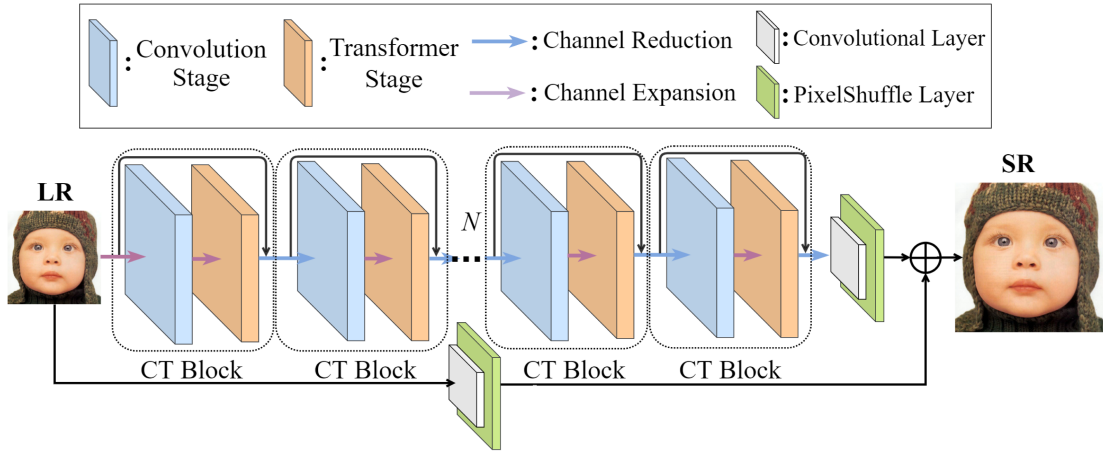 : Convolution
Stage
: Transformer
Stage
: Channel Reduction
: Channel Expansion
: Convolutional Layer
: PixelShuffle Layer
LR
N
SR
CT Block
CT Block
CT Block
CT Block